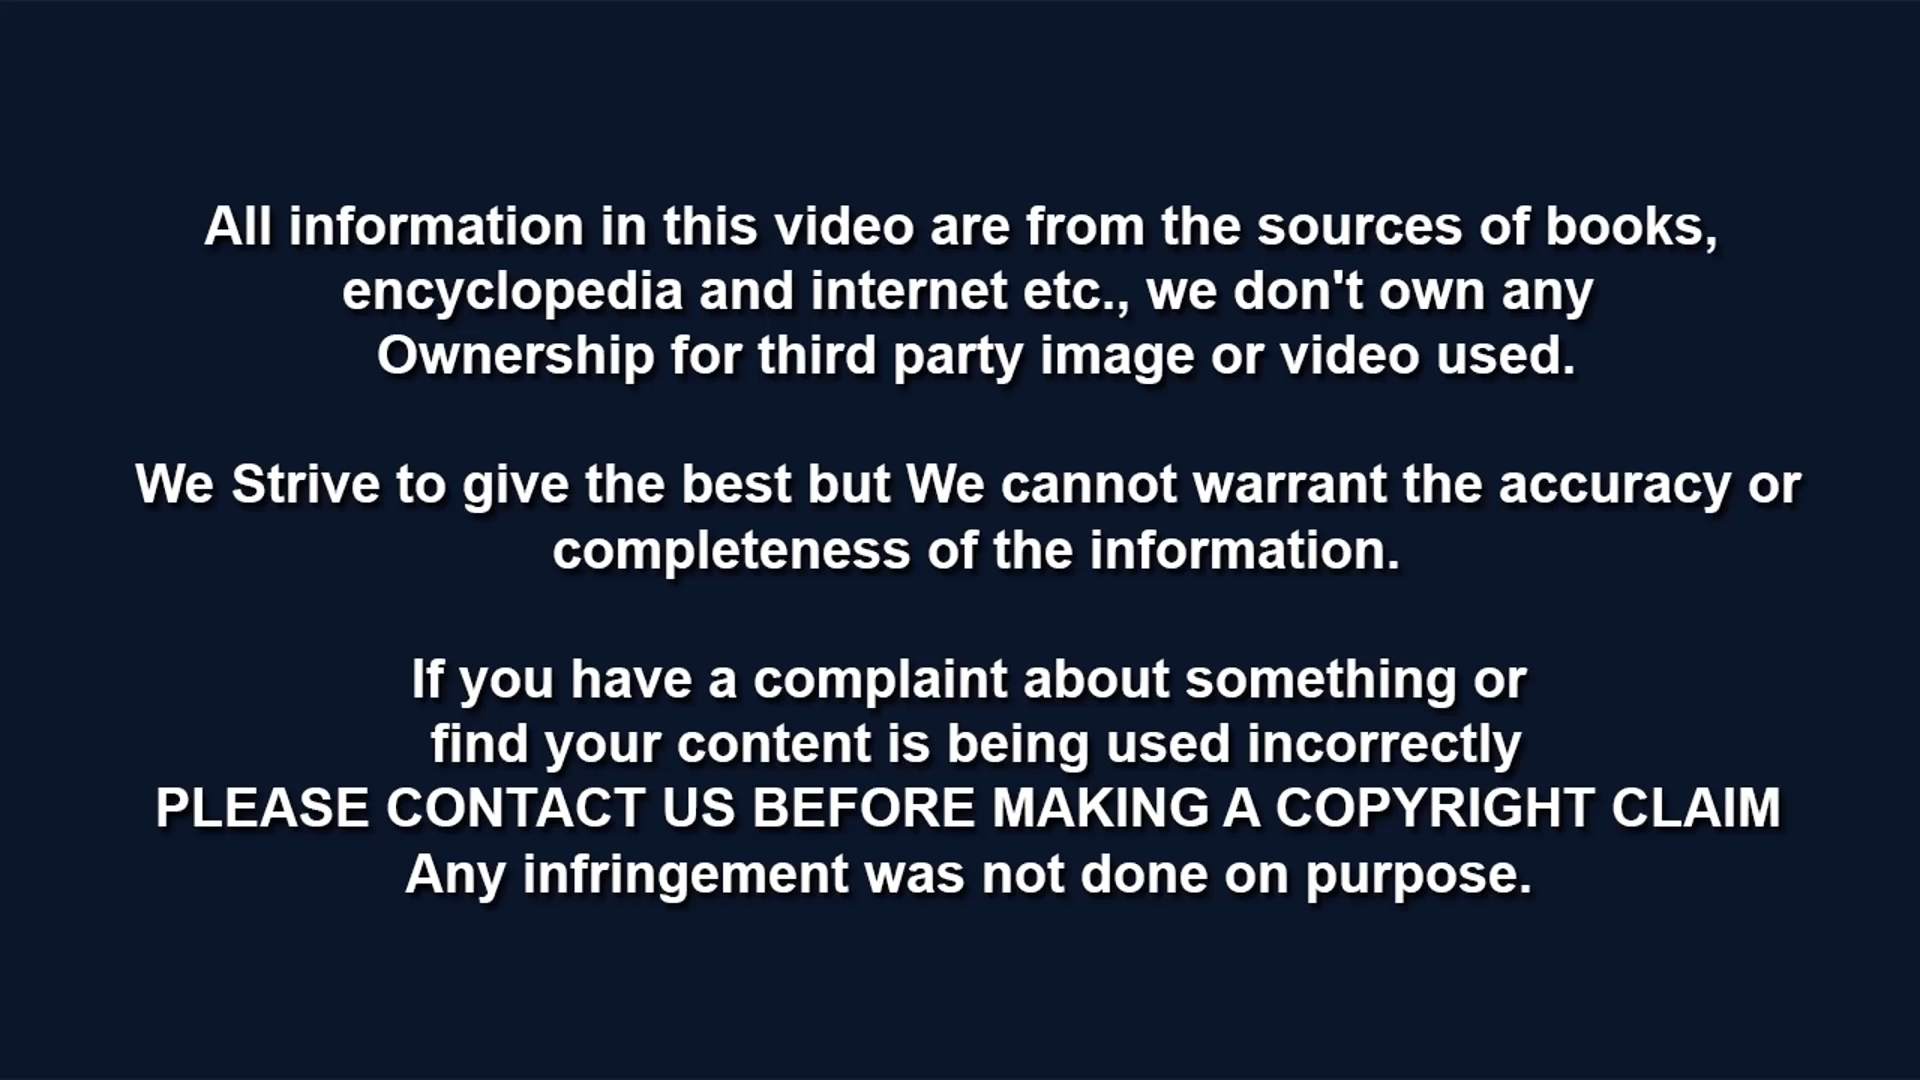 All information in this video are from the sources of books,
encyclopedia and internet etc., we don't own any
Ownership for third party image or video used.
We Strive to give the best but We cannot warrant the accuracy or
completeness of the information.
If you have a complaint about something or
find your content is being used incorrectly
PLEASE CONTACT US BEFORE MAKING A COPYRIGHT CLAIM
Any infringement was not done on purpose.